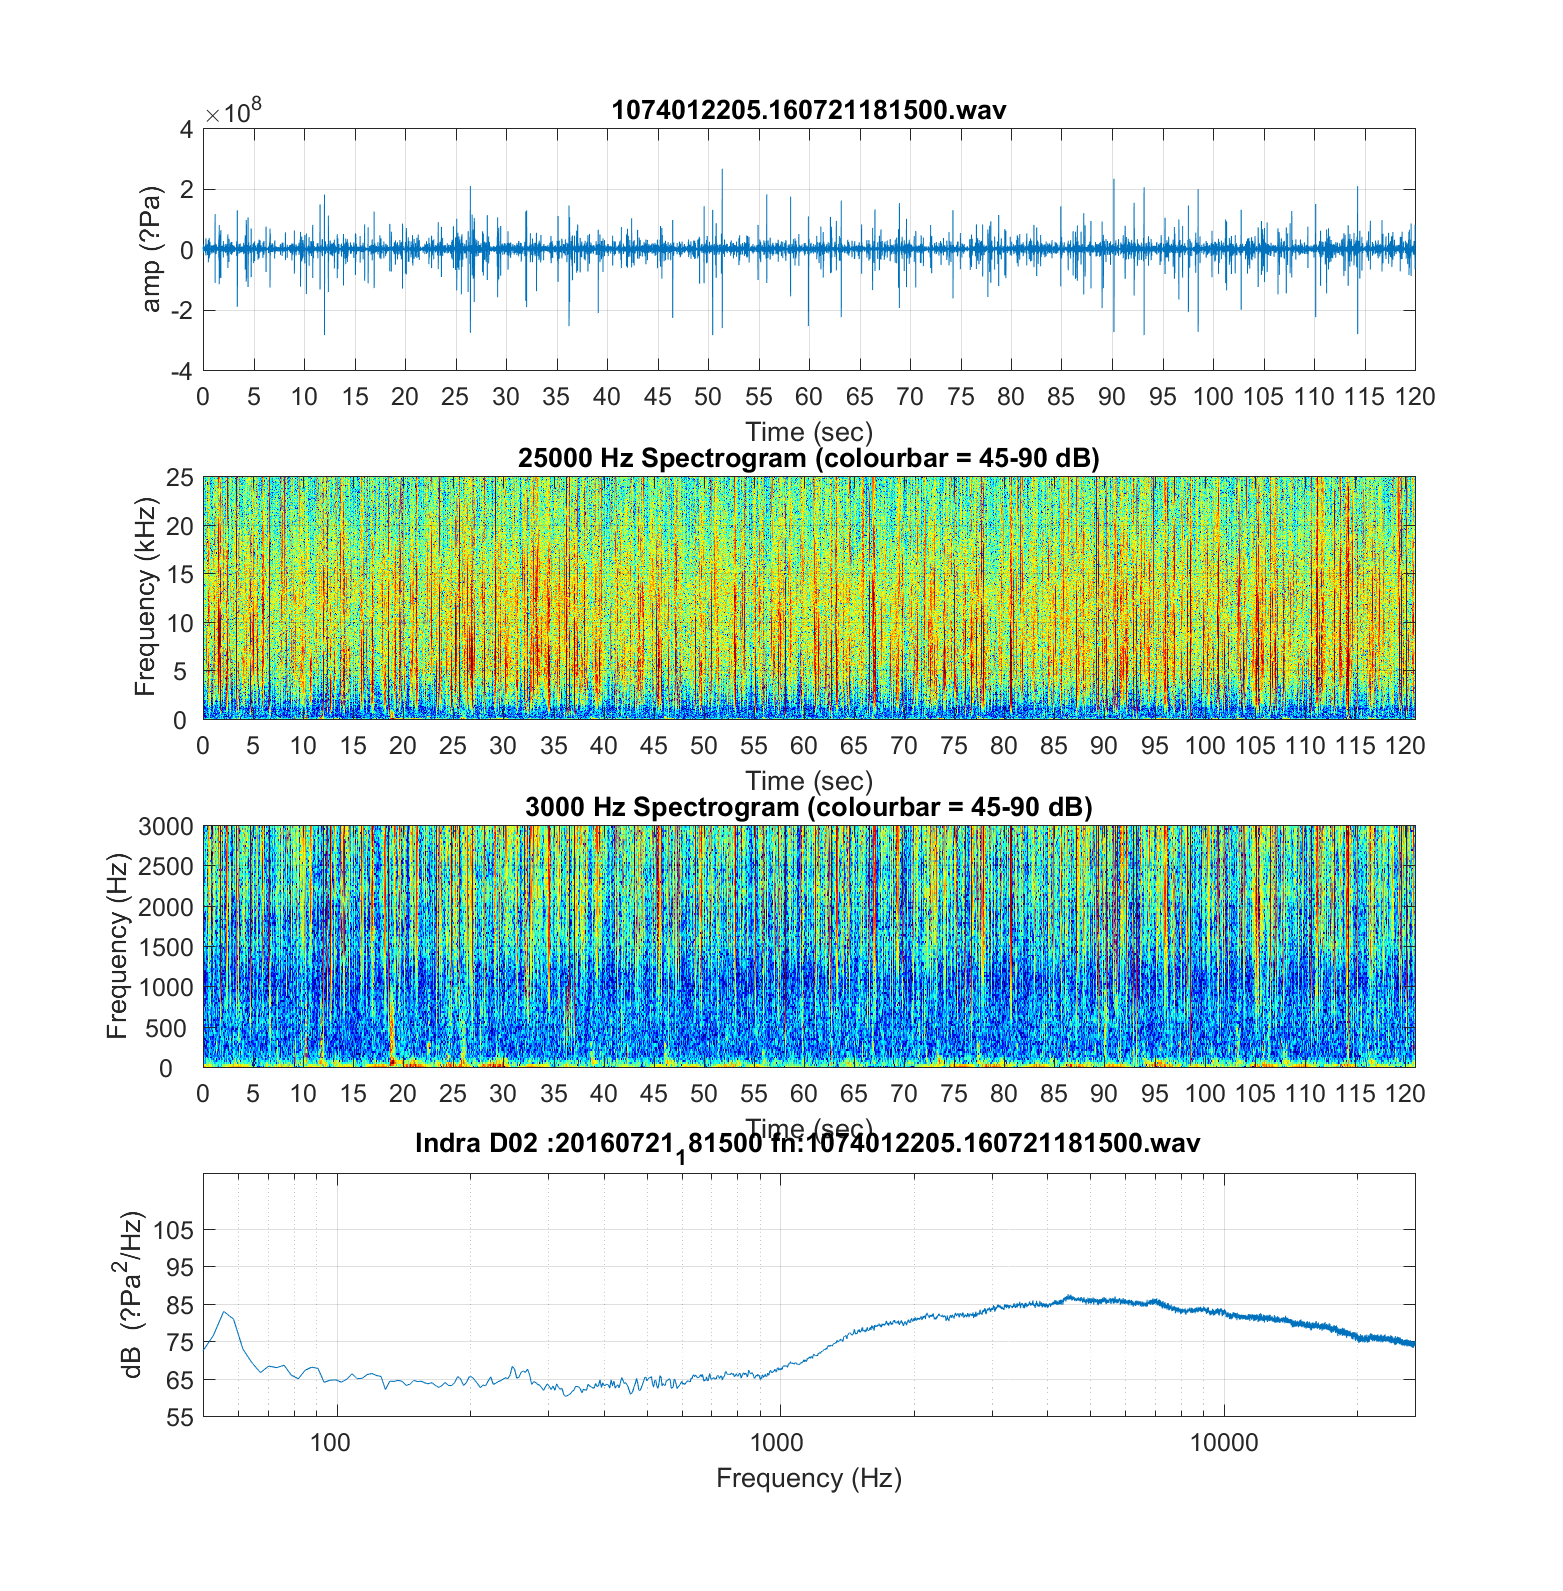 ×10⁸
1074012205.160721181500.wav
amp (?Pa)
4
2
0
-2
-4
0 5 10 15 20 25 30 35 40 45 50 55 60 65 70 75 80 85 90 95 100 105 110 115 120
Time (sec)
25000 Hz Spectrogram (colourbar = 45-90 dB)
Frequency (kHz)
25
20
15
10
5
0
0 5 10 15 20 25 30 35 40 45 50 55 60 65 70 75 80 85 90 95 100 105 110 115 120
Time (sec)
3000 Hz Spectrogram (colourbar = 45-90 dB)
Frequency (Hz)
3000
2500
2000
1500
1000
500
0
0 5 10 15 20 25 30 35 40 45 50 55 60 65 70 75 80 85 90 95 100 105 110 115 120
Time (sec)
Indra D02 :20160721₁81500 fn:1074012205.160721181500.wav
dB (?Pa²/Hz)
105
95
85
75
65
55
100 1000 10000
Frequency (Hz)